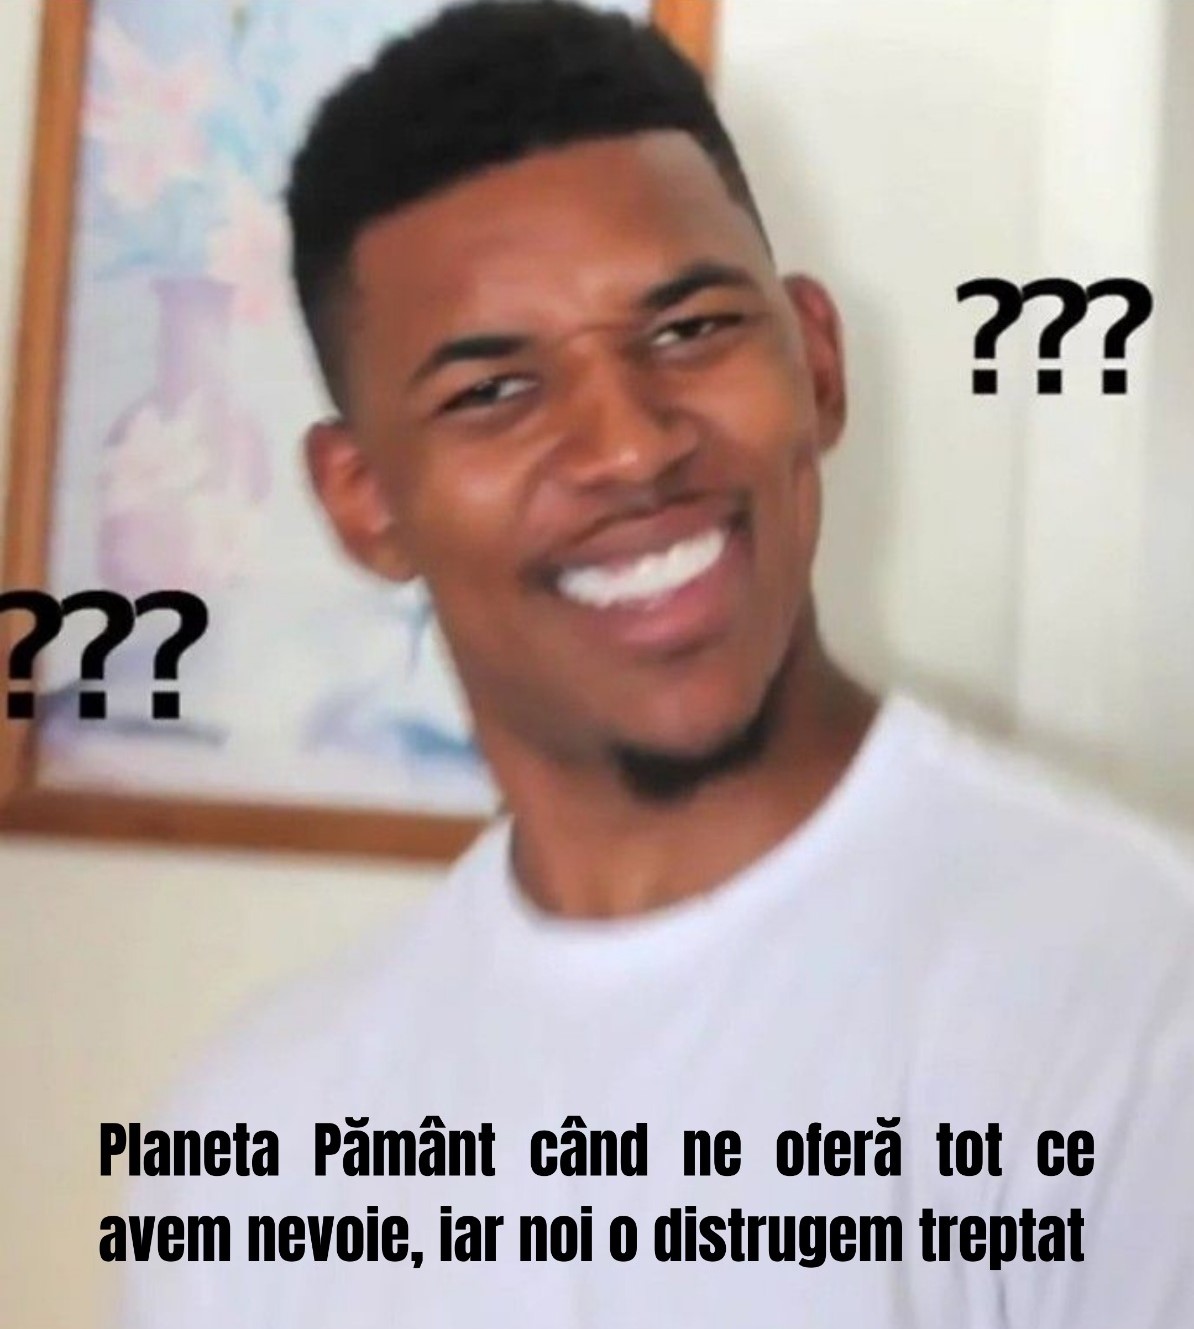 ???
???
Planeta Pământ când ne oferă tot ce
avem nevoie, iar noi o distrugem treptat